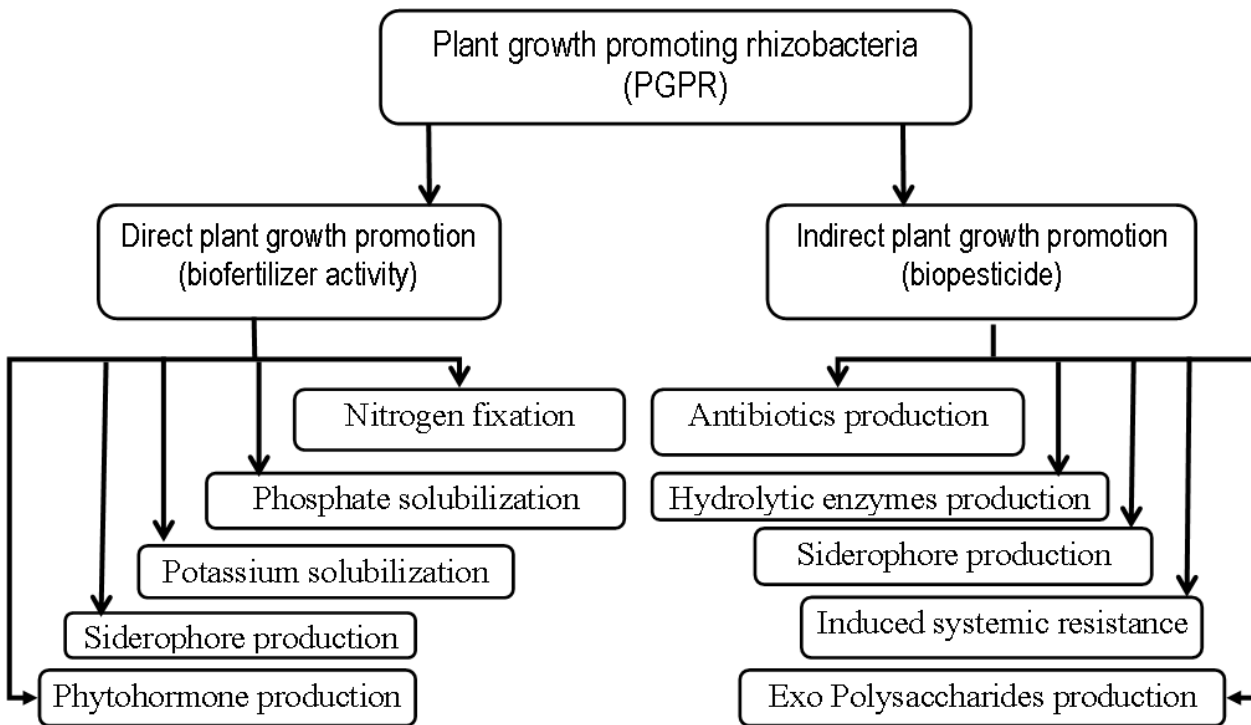 Plant growth promoting rhizobacteria
(PGPR)
Direct plant growth promotion
(biofertilizer activity)
Indirect plant growth promotion
(biopesticide)
Nitrogen fixation
Phosphate solubilization
Potassium solubilization
Siderophore production
Phytohormone production
Antibiotics production
Hydrolytic enzymes production
Siderophore production
Induced systemic resistance
Exo Polysaccharides production